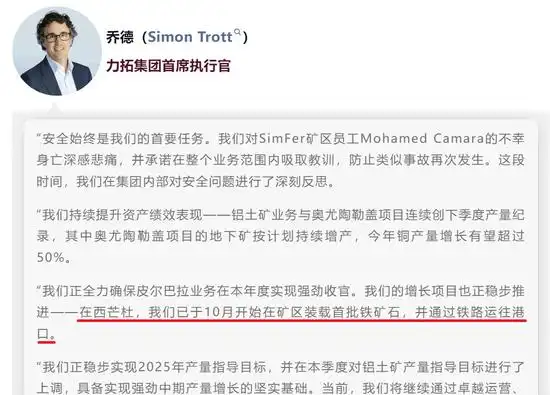 乔德（Simon Trott）
力拓集团首席执行官
“安全始终是我们的首要任务。我们对SimFer矿区员工Mohamed Camara的不幸
身亡深感悲痛，并承诺在整个业务范围内吸取教训，防止类似事故再次发生。这段
时间，我们在集团内部对安全问题进行了深刻反思。
“我们持续提升资产绩效表现——铝土矿业务与奥尤陶勒盖项目连续创下季度产量纪
录，其中奥尤陶勒盖项目的地下矿按计划持续增产，今年铜产量增长有望超过
50%。
“我们正全力确保皮尔巴拉业务在本年度实现强劲收官。我们的增长项目也正稳步推
进——在西芒杜，我们已于10月开始在矿区装载首批铁矿石，并通过铁路运往港
口。
“我们正稳步实现2025年产量指导目标，并在本季度对铝土矿产量指导目标进行了
上调，具备实现强劲中期产量增长的坚实基础。当前，我们将继续通过卓越运营、